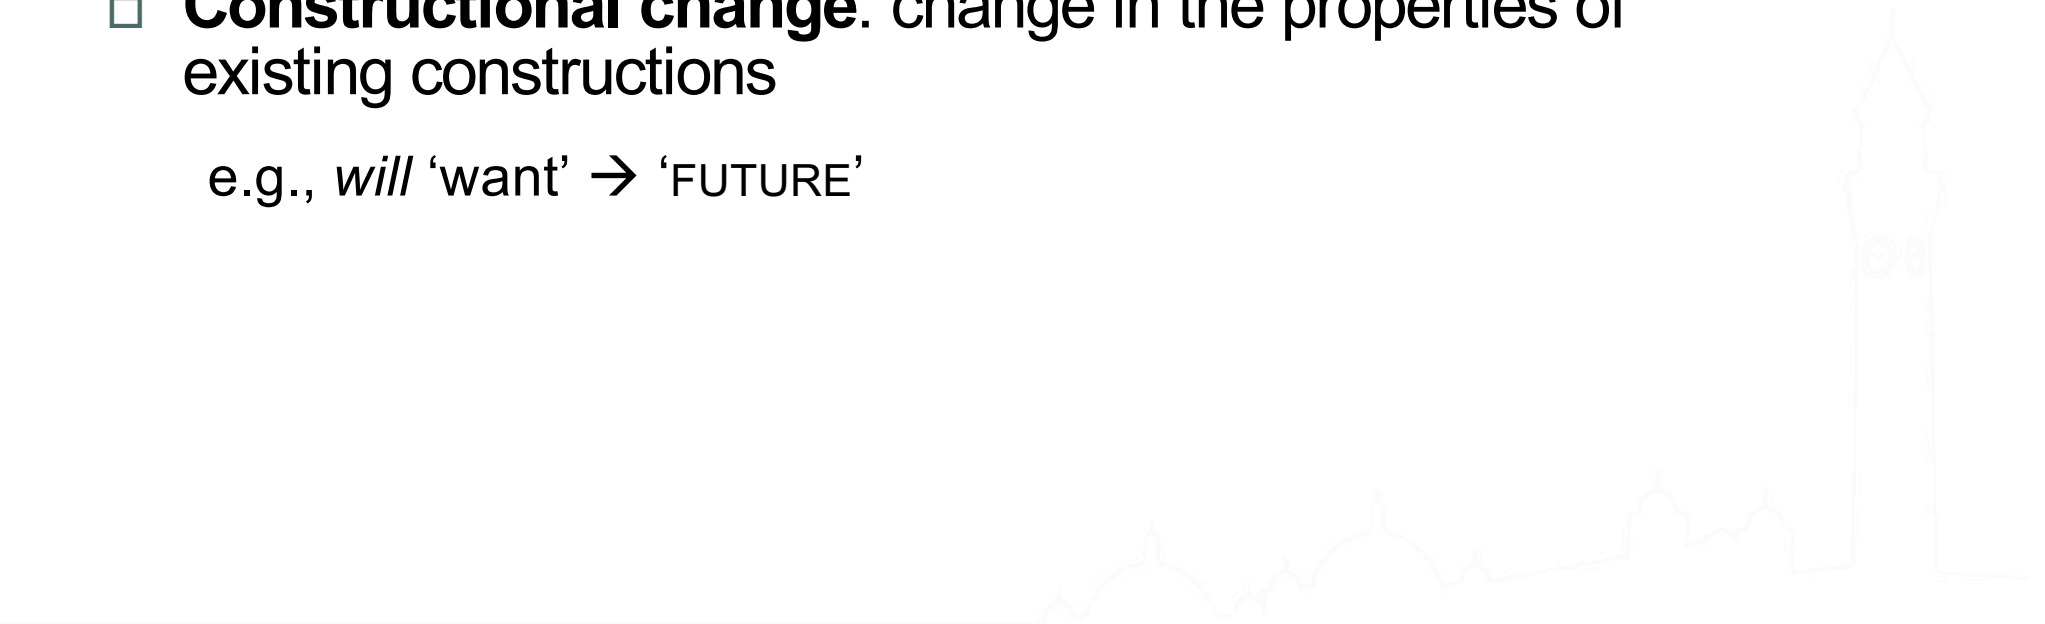 Constructional change: change in the properties of
existing constructions
e.g., will ‘want’ → ‘FUTURE’